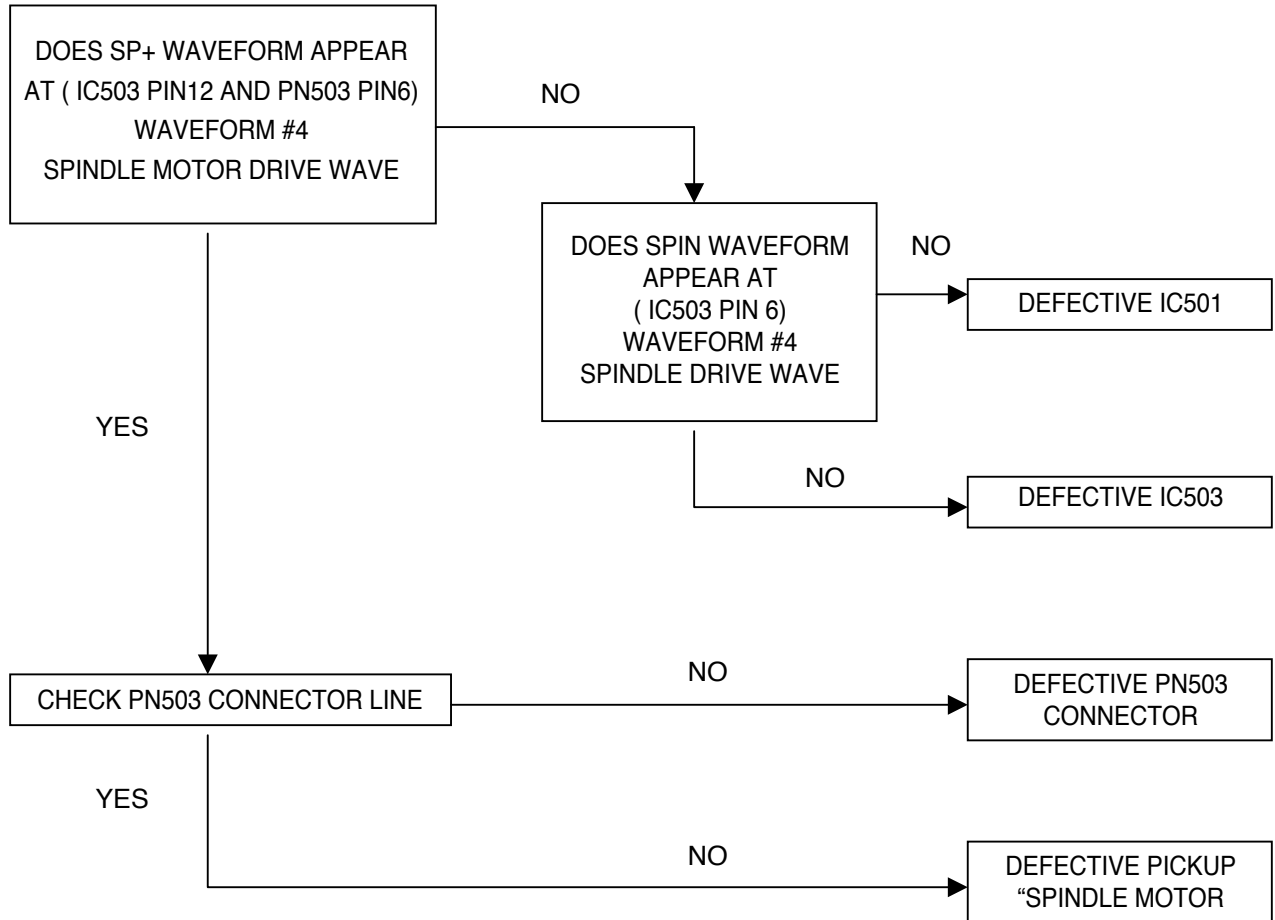 DOES SP+ WAVEFORM APPEAR
AT ( IC503 PIN12 AND PN503 PIN6)
WAVEFORM #4
SPINDLE MOTOR DRIVE WAVE
NO
DOES SPIN WAVEFORM
APPEAR AT
( IC503 PIN 6)
WAVEFORM #4
SPINDLE DRIVE WAVE
NO
DEFECTIVE IC501
YES
NO
DEFECTIVE IC503
CHECK PN503 CONNECTOR LINE
NO
DEFECTIVE PN503
CONNECTOR
YES
NO
DEFECTIVE PICKUP
“SPINDLE MOTOR